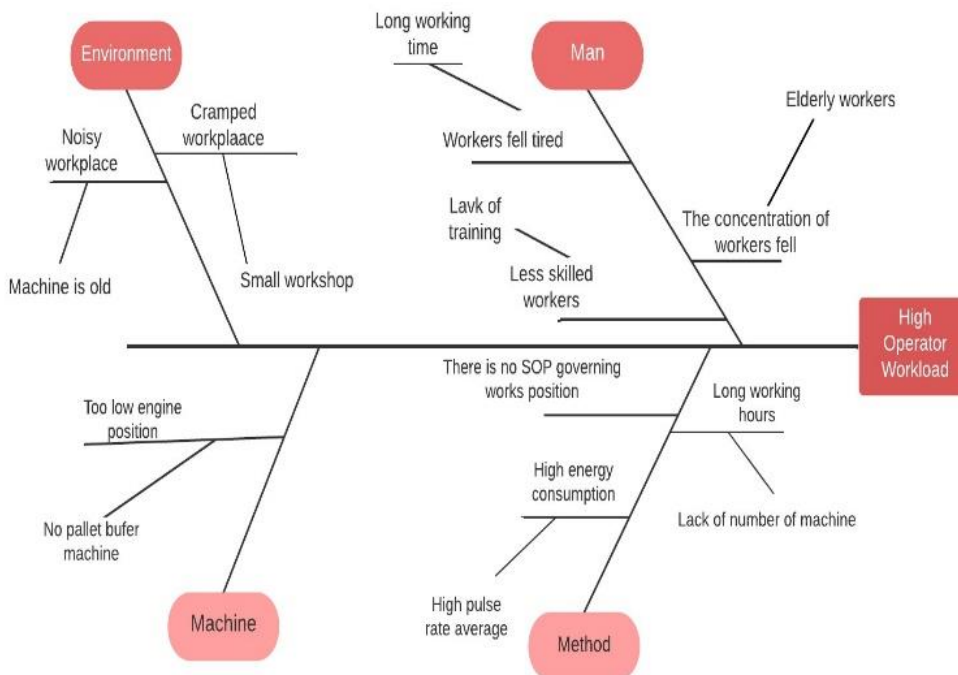 Environment
Cramped
workplaace
Noisy
workplace
Machine is old
Small workshop
Long working
time
Man
Workers fell tired
Elderly workers
Lavk of
training
The concentration of
workers fell
Less skilled
workers
High
Operator
Workload
Too low engine
position
No pallet bufer
machine
Machine
There is no SOP governing
works position
Long working
hours
High energy
consumption
Lack of number of machine
High pulse
rate average
Method